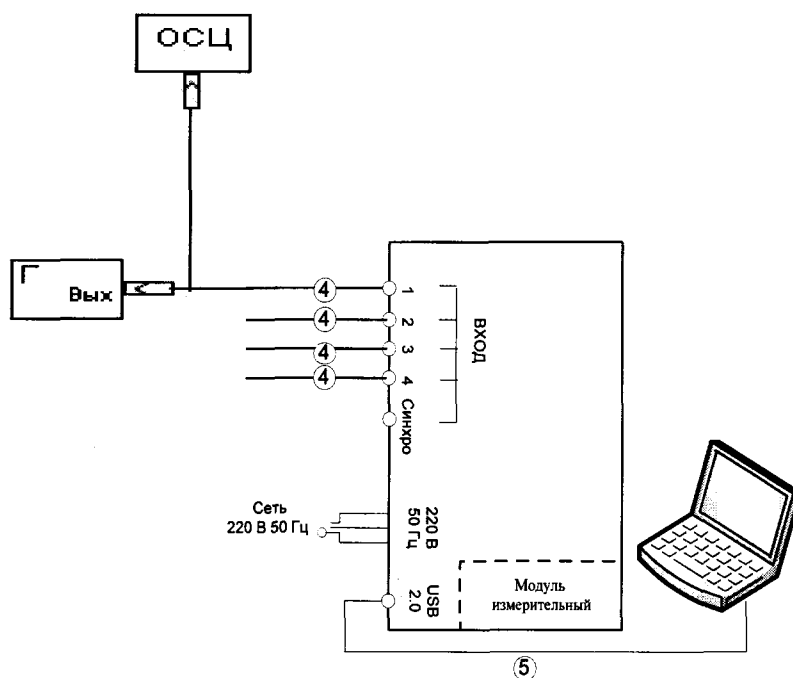 ОСЦ
Г
Вых
4
4
4
4
1
2
3
4
Синхро
ВХОД
Сеть
220 В 50 Гц
220 В
50 Гц
USB
2.0
Модуль
измерительный
5